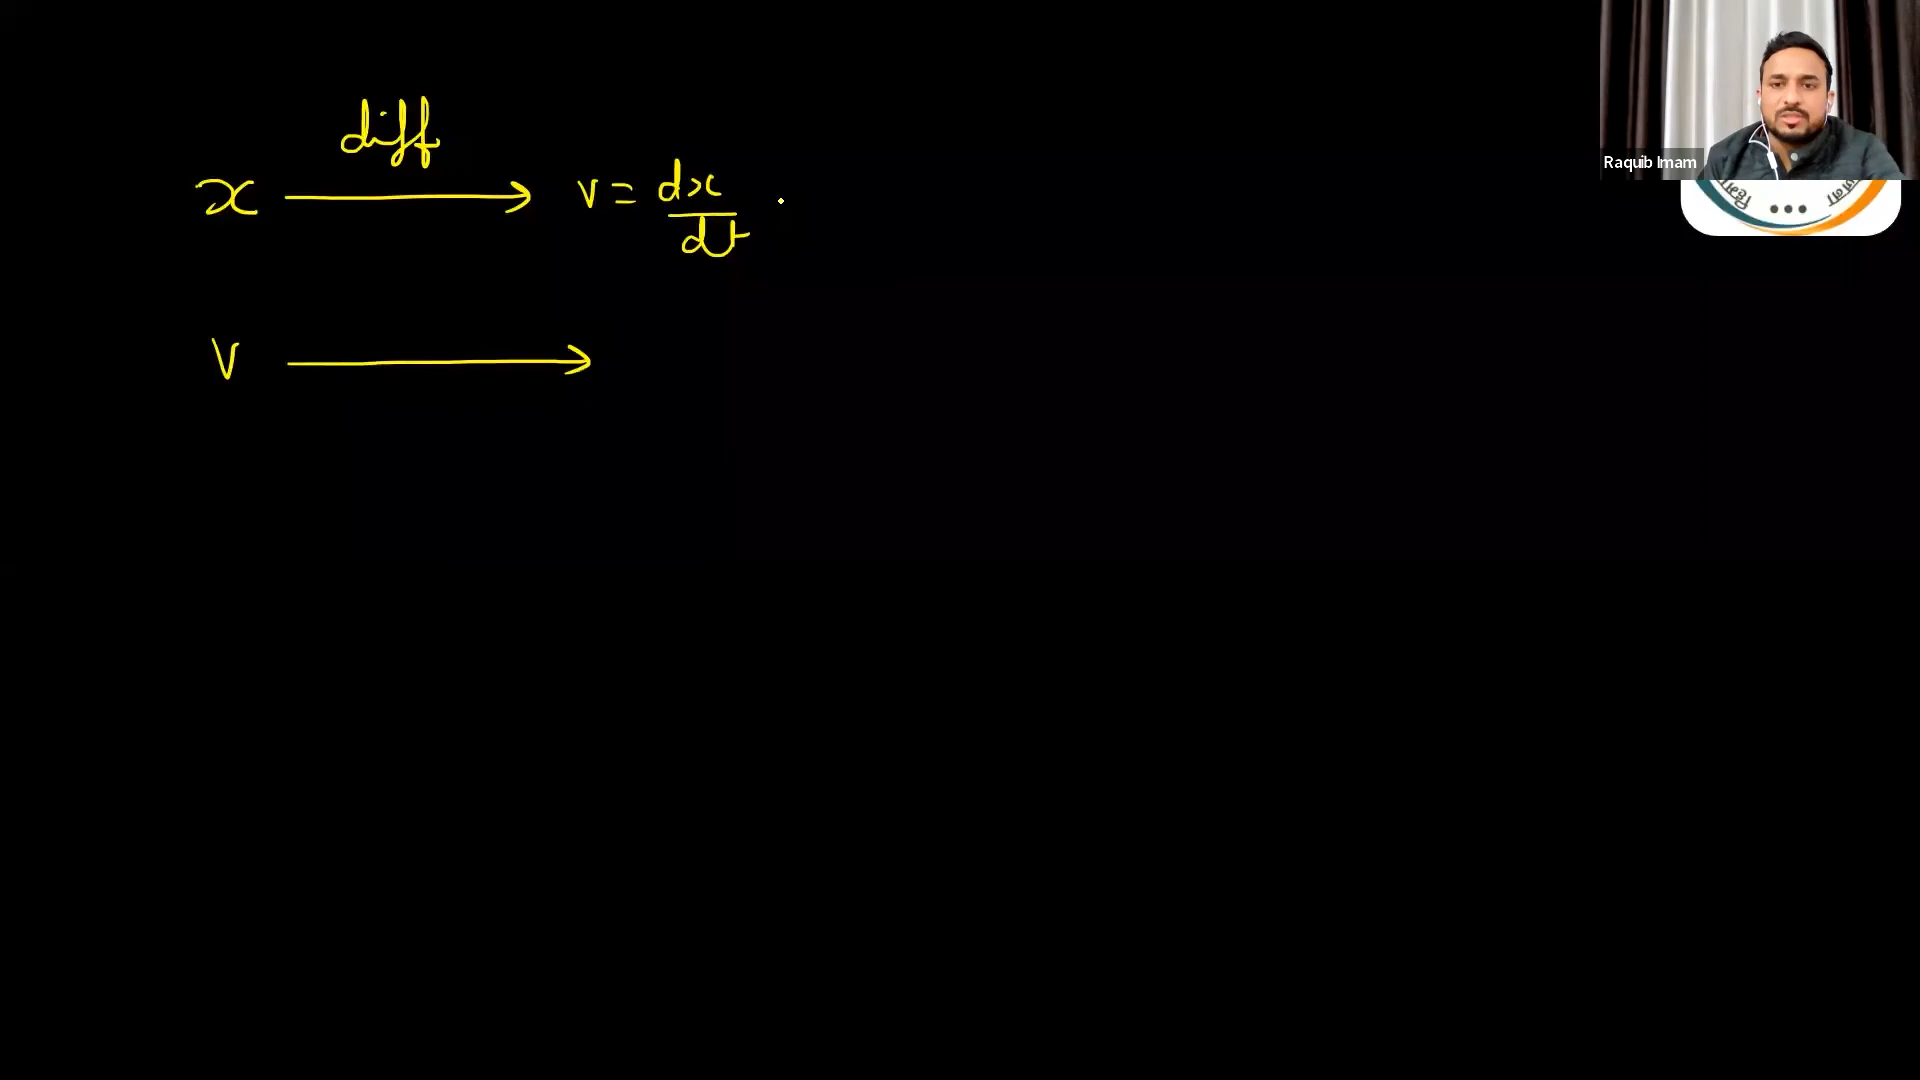 diff
x ⟶ v = dx/dt
v ⟶
Raquib Imam